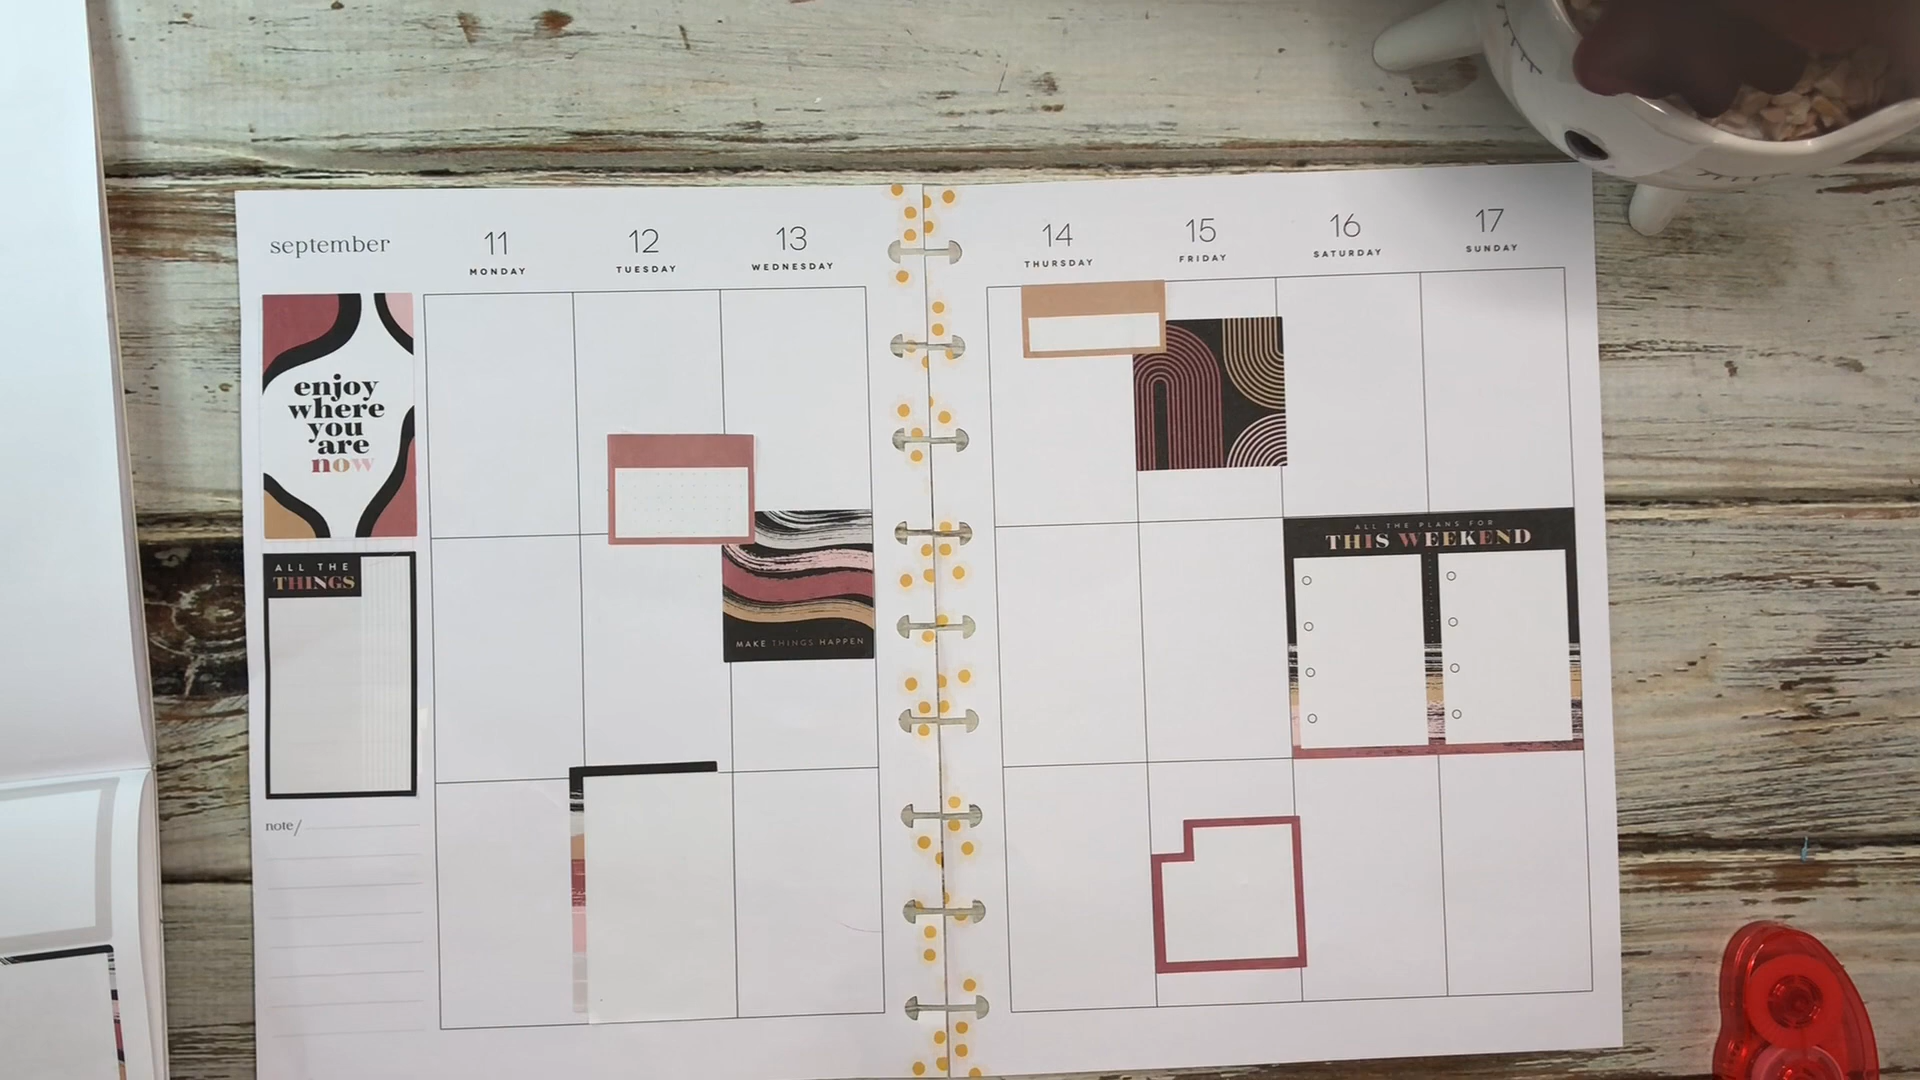 september
11
MONDAY
12
TUESDAY
13
WEDNESDAY
14
THURSDAY
15
FRIDAY
16
SATURDAY
17
SUNDAY
enjoy
where
you
are
now
ALL THE
THINGS
note/
MAKE THINGS HAPPEN
ALL THE PLANS FOR
THIS WEEKEND